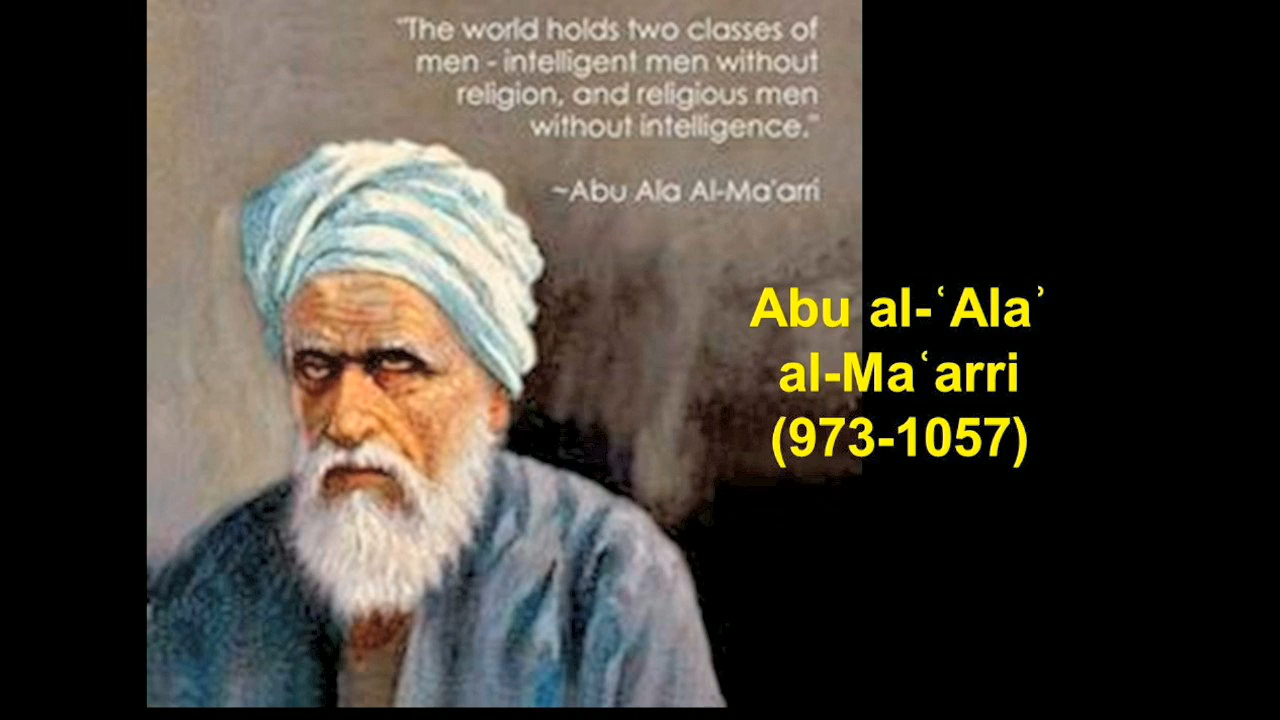 "The world holds two classes of
men - intelligent men without
religion, and religious men
without intelligence."
~Abu Ala Al-Ma'arri
Abu al-ʿAlaʾ
al-Maʿarri
(973-1057)